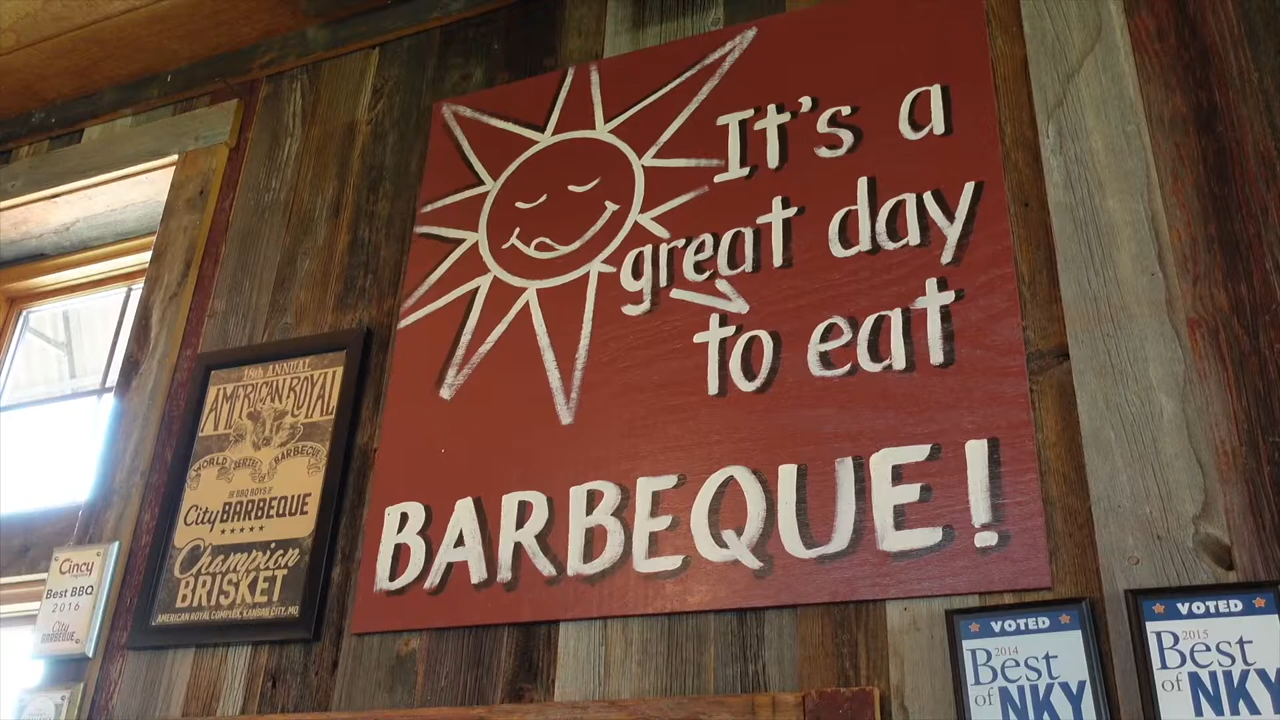 It's a
great day
to eat
BARBEQUE!
18th ANNUAL
AMERICAN ROYAL
WORLD SERIES of BARBECUE
THE BBQ BOYS of
City BARBEQUE
★★★★★
Champion
BRISKET
AMERICAN ROYAL COMPLEX, KANSAS CITY, MO
Cincy
Best BBQ
2016
City
BARBEQUE
VOTED
2014
Best
of NKY
VOTED
2015
Best
of NKY